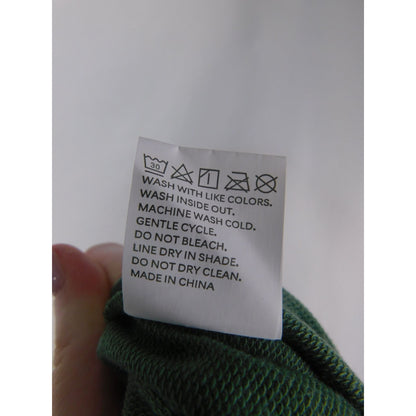 30
WASH WITH LIKE COLORS.
WASH INSIDE OUT.
MACHINE WASH COLD.
GENTLE CYCLE.
DO NOT BLEACH.
LINE DRY IN SHADE.
DO NOT DRY CLEAN.
MADE IN CHINA